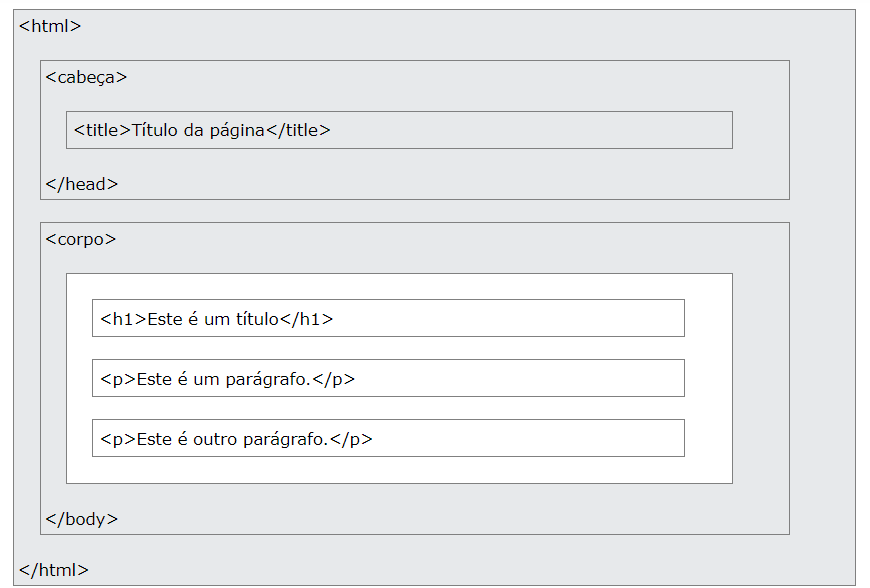 <html>
<cabeça>
<title>Título da página</title>
</head>
<corpo>
<h1>Este é um título</h1>
<p>Este é um parágrafo.</p>
<p>Este é outro parágrafo.</p>
</body>
</html>